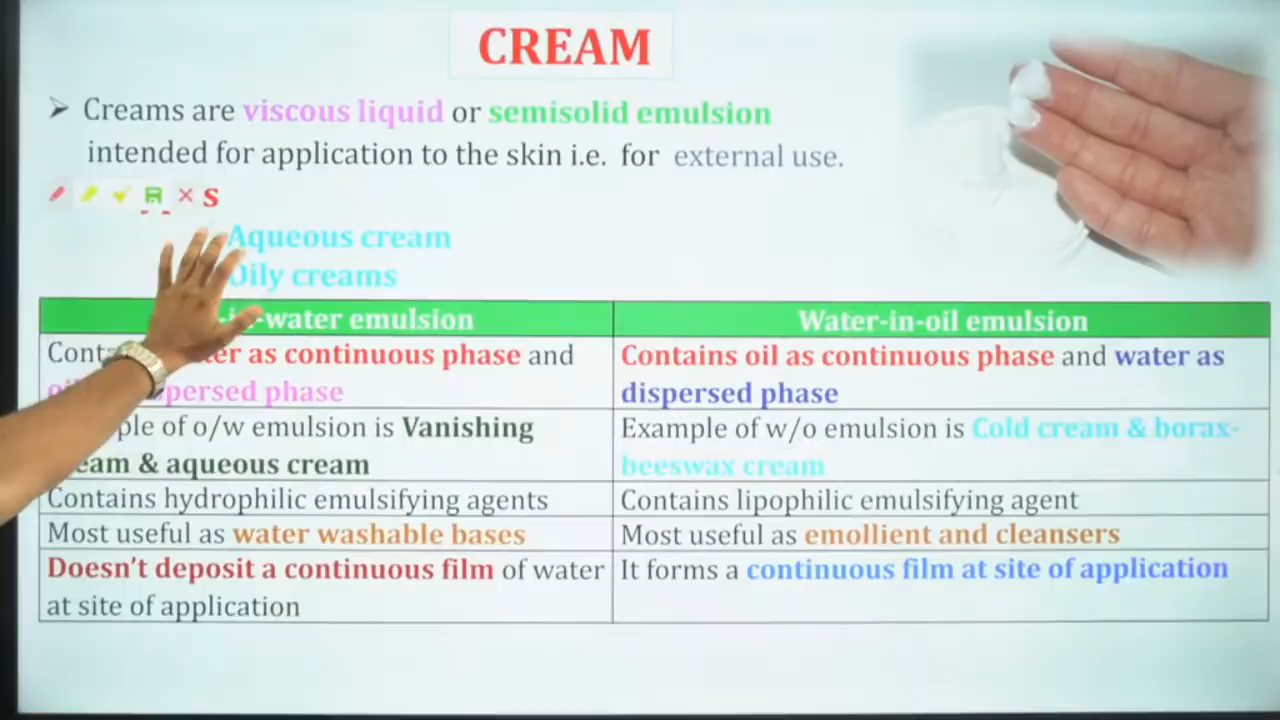 CREAM
➤ Creams are viscous liquid or semisolid emulsion
intended for application to the skin i.e. for external use.
Aqueous cream
Oily creams
-in-water emulsion
Water-in-oil emulsion
as continuous phase and
Contains oil as continuous phase and water as
phase
dispersed phase
of o/w emulsion is Vanishing
Example of w/o emulsion is Cold cream & borax-
& aqueous cream
beeswax cream
Contains hydrophilic emulsifying agents
Contains lipophilic emulsifying agent
Most useful as water washable bases
Most useful as emollient and cleansers
Doesn't deposit a continuous film of water
It forms a continuous film at site of application
at site of application